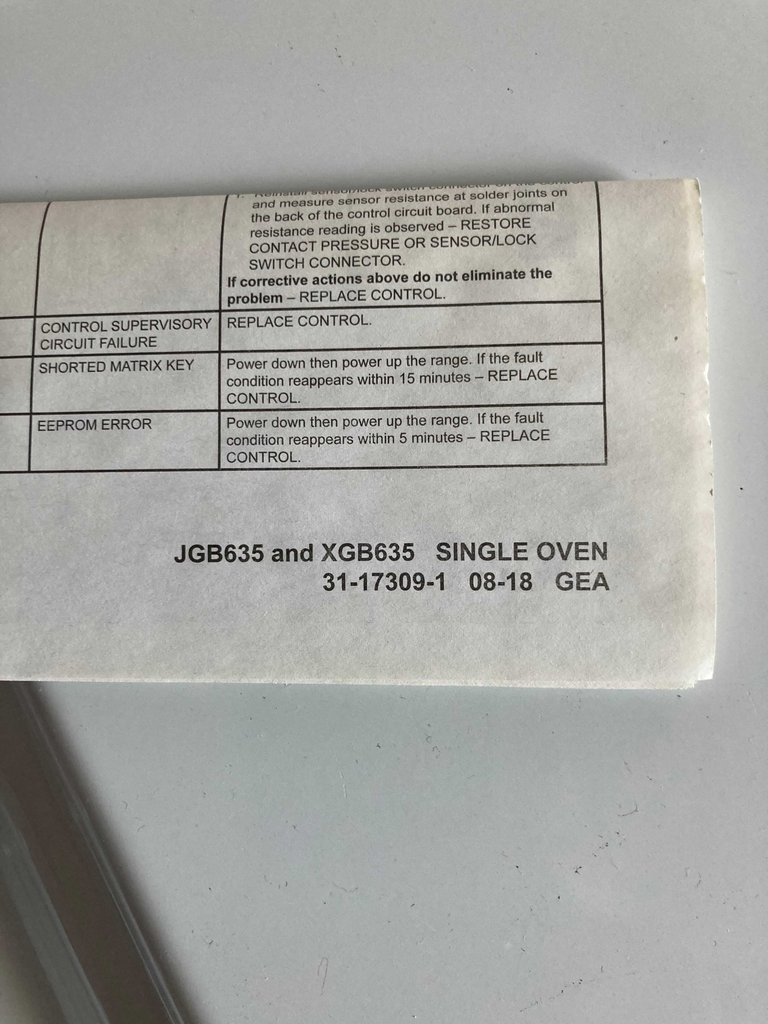 and measure sensor resistance at solder joints on
the back of the control circuit board. If abnormal
resistance reading is observed – RESTORE
CONTACT PRESSURE OR SENSOR/LOCK
SWITCH CONNECTOR.
If corrective actions above do not eliminate the
problem – REPLACE CONTROL.
CONTROL SUPERVISORY
CIRCUIT FAILURE
REPLACE CONTROL.
SHORTED MATRIX KEY
Power down then power up the range. If the fault
condition reappears within 15 minutes – REPLACE
CONTROL.
EEPROM ERROR
Power down then power up the range. If the fault
condition reappears within 5 minutes – REPLACE
CONTROL.
JGB635 and XGB635 SINGLE OVEN
31-17309-1 08-18 GEA